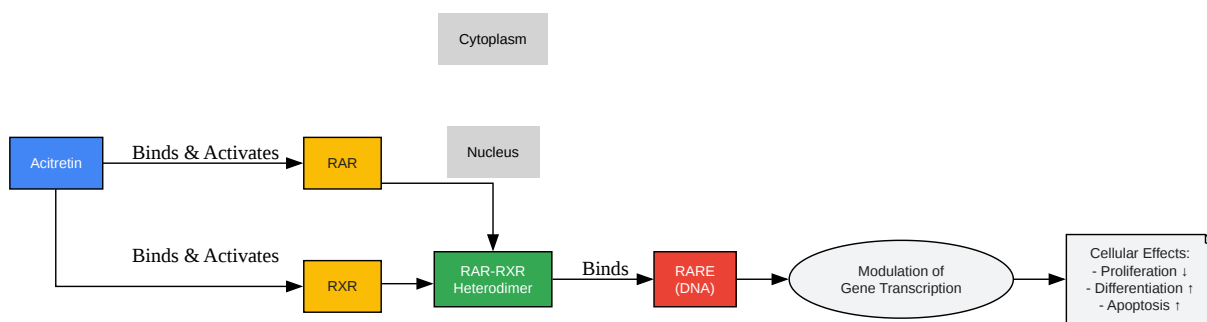 Cytoplasm
Nucleus
Acitretin
Binds & Activates
RAR
Binds & Activates
RXR
RAR-RXR
Heterodimer
Binds
RARE
(DNA)
Modulation of
Gene Transcription
Cellular Effects:
- Proliferation ↓
- Differentiation ↑
- Apoptosis ↑